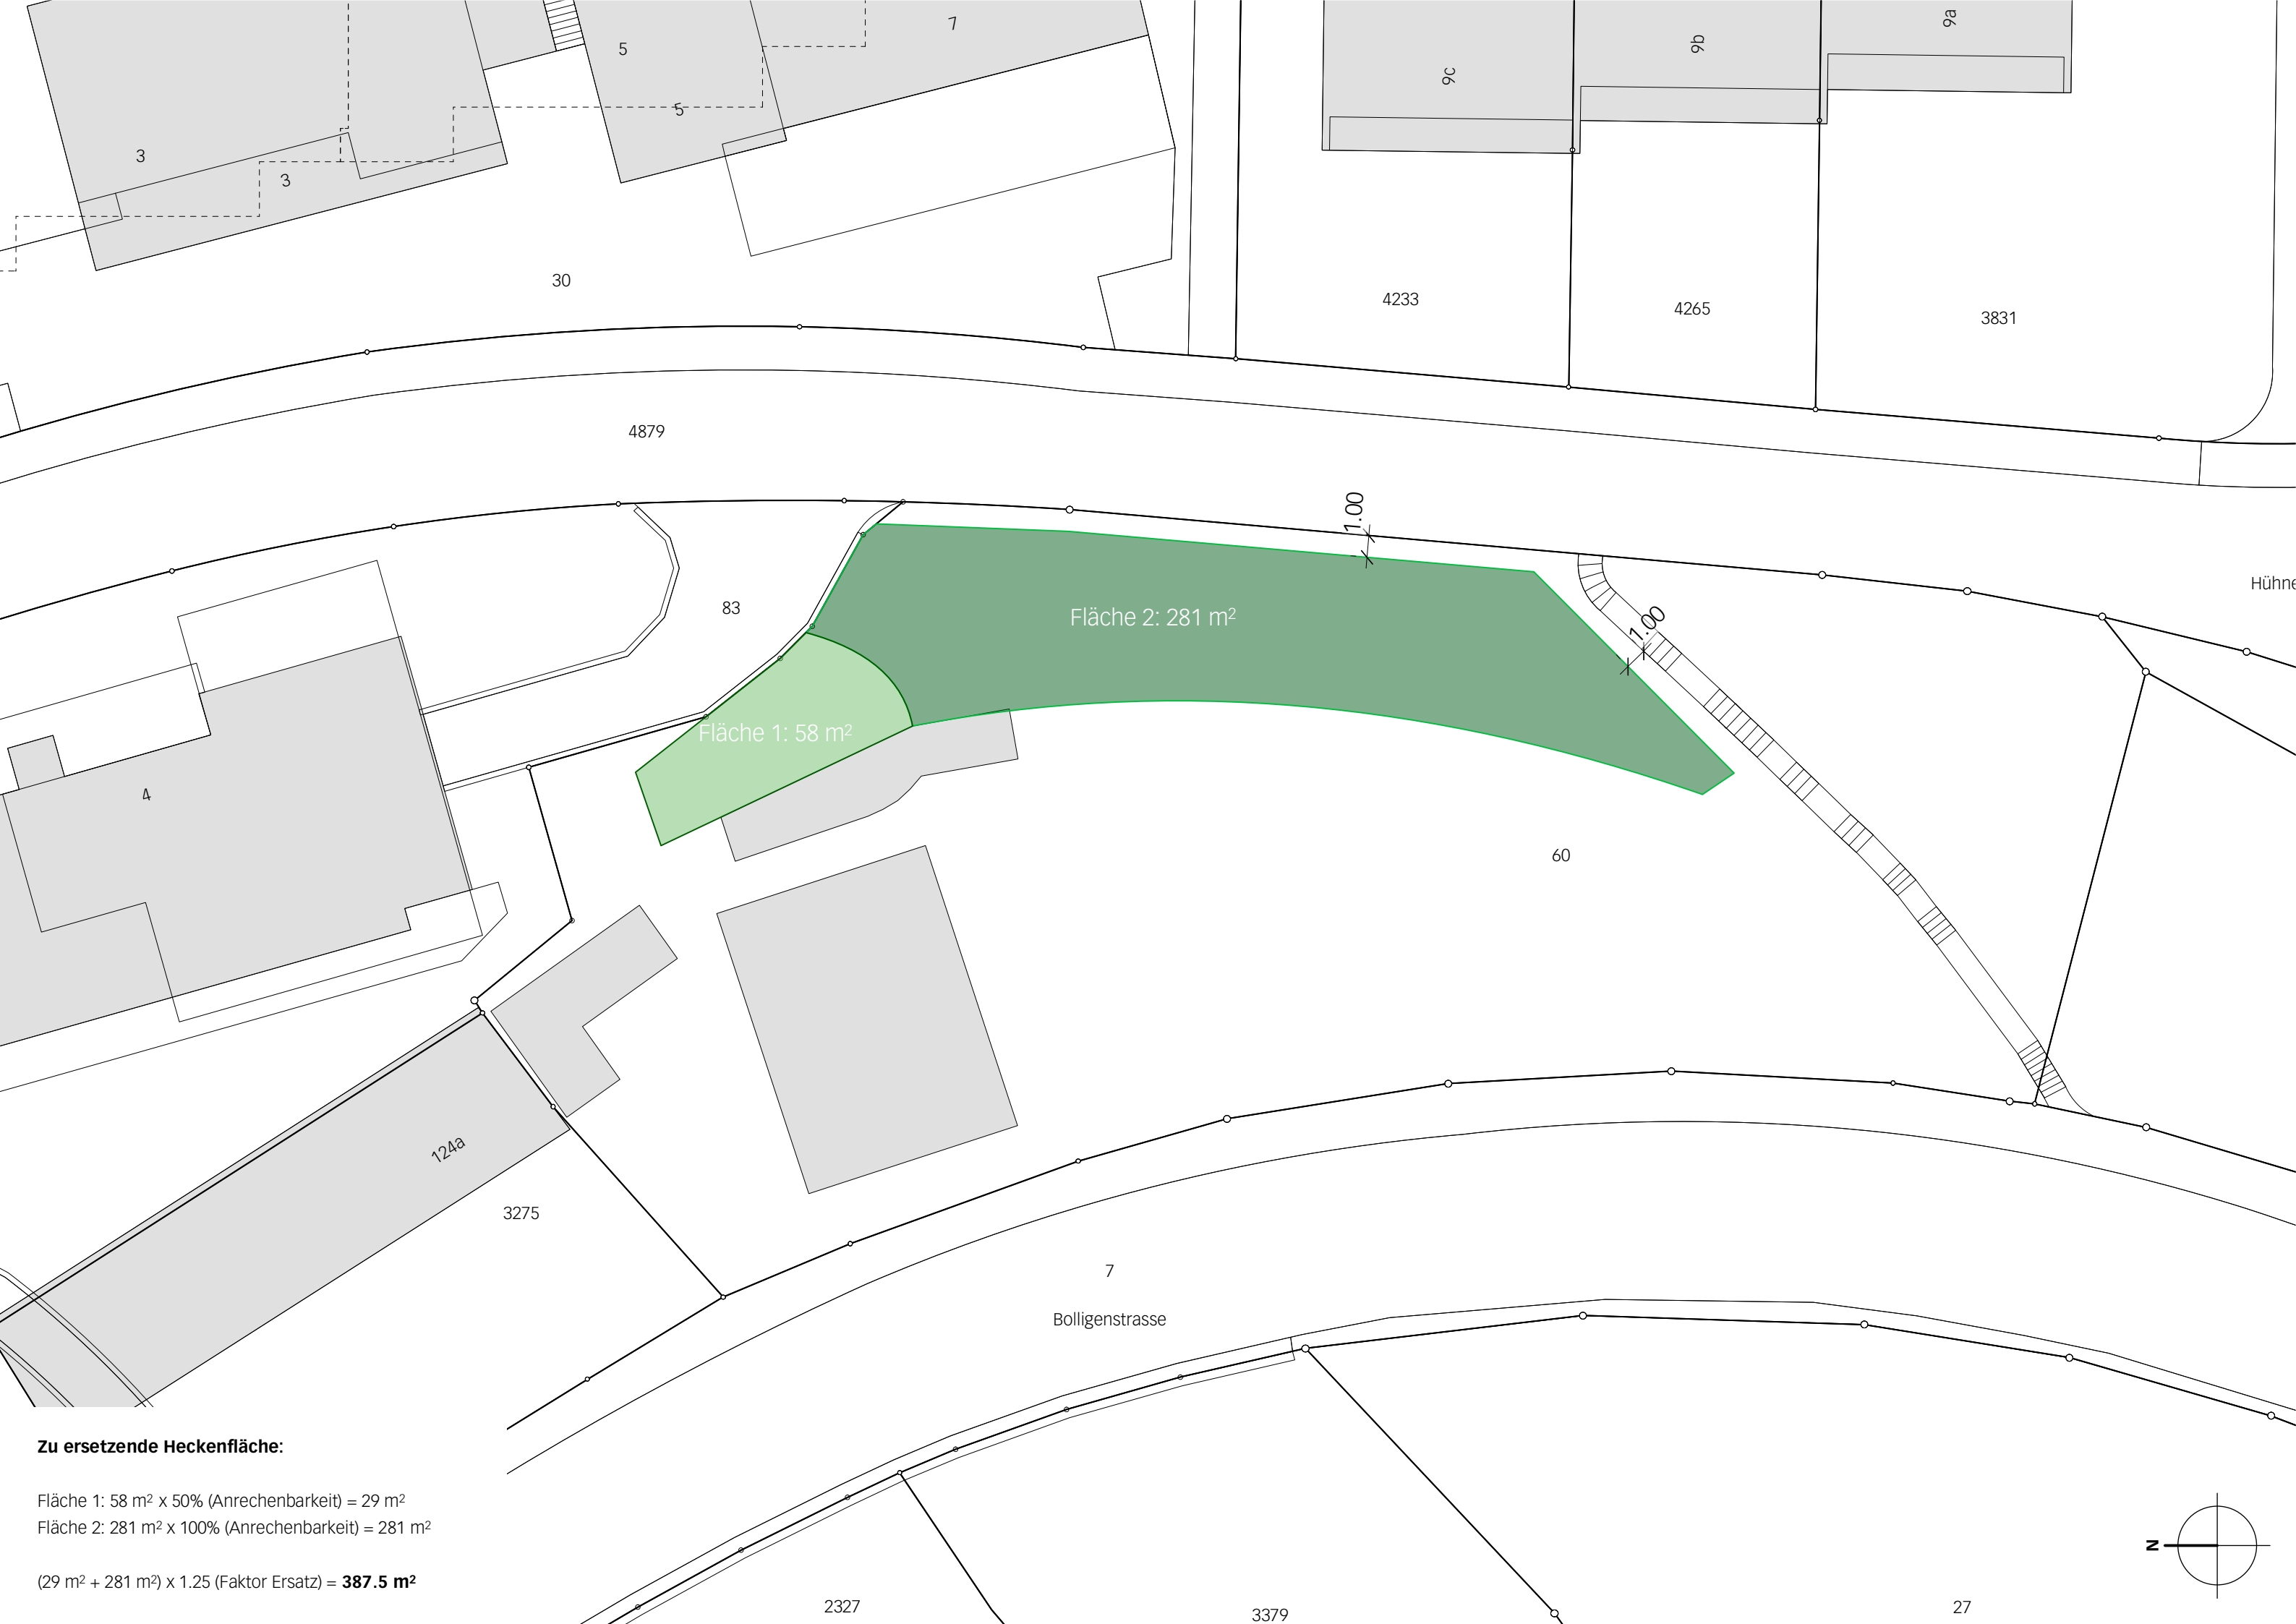 9a
7
9b
5
9c
5
3
3
30
4233
4265
3831
4879
1.00
Hühne
83
Fläche 2: 281 m²
1.00
Fläche 1: 58 m²
4
60
124a
3275
7
Bolligenstrasse
Zu ersetzende Heckenfläche:
Fläche 1: 58 m² x 50% (Anrechenbarkeit) = 29 m²
Fläche 2: 281 m² x 100% (Anrechenbarkeit) = 281 m²
(29 m² + 281 m²) x 1.25 (Faktor Ersatz) = 387.5 m²
N
2327
3379
27